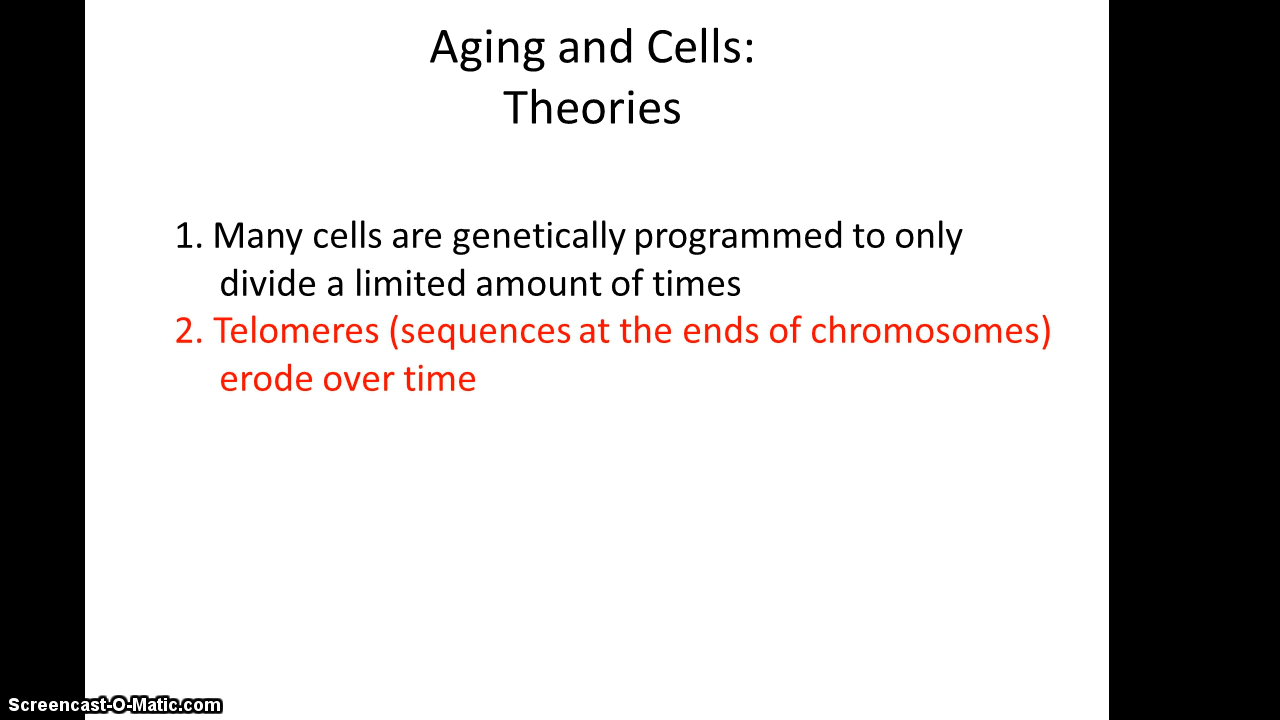 Aging and Cells:
Theories
1. Many cells are genetically programmed to only
divide a limited amount of times
2. Telomeres (sequences at the ends of chromosomes)
erode over time
Screencast-O-Matic.com